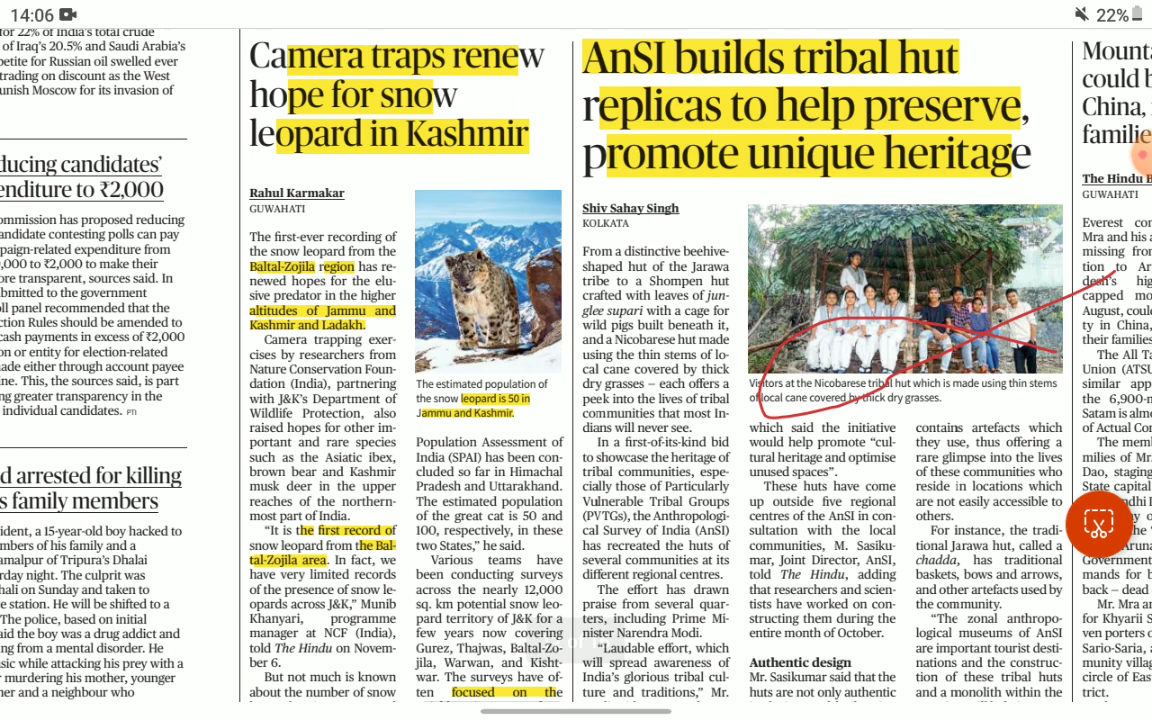 14:06
22%
for 22% of India's total crude
of Iraq's 20.5% and Saudi Arabia's
petite for Russian oil swelled ever
trading on discount as the West
unish Moscow for its invasion of
ducing candidates'
enditure to ₹2,000
ommission has proposed reducing
andidate contesting polls can pay
paign-related expenditure from
,000 to ₹2,000 to make their
ore transparent, sources said. In
ubmitted to the government
oll panel recommended that the
ction Rules should be amended to
cash payments in excess of ₹2,000
on or entity for election-related
made either through account payee
ine. This, the sources said, is part
ng greater transparency in the
individual candidates. PTI
d arrested for killing
s family members
ident, a 15-year-old boy hacked to
mbers of his family and a
amalpur of Tripura's Dhalai
rday night. The culprit was
hali on Sunday and taken to
e station. He will be shifted to a
The police, based on initial
aid the boy was a drug addict and
ng from a mental disorder. He
sic while attacking his prey with a
r murdering his mother, younger
her and a neighbour who
Camera traps renew
hope for snow
leopard in Kashmir
Rahul Karmakar
GUWAHATI
The first-ever recording of
the snow leopard from the
Baltal-Zojila region has re-
newed hopes for the elu-
sive predator in the higher
altitudes of Jammu and
Kashmir and Ladakh.
Camera trapping exer-
cises by researchers from
Nature Conservation Foun-
dation (India), partnering
with J&K's Department of
Wildlife Protection, also
raised hopes for other im-
portant and rare species
such as the Asiatic ibex,
brown bear and Kashmir
musk deer in the upper
reaches of the northern-
most part of India.
"It is the first record of
snow leopard from the Bal-
tal-Zojila area. In fact, we
have very limited records
of the presence of snow le-
opards across J&K," Munib
Khanyari, programme
manager at NCF (India),
told The Hindu on Novem-
ber 6.
But not much is known
about the number of snow
The estimated population of
the snow leopard is 50 in
Jammu and Kashmir.
Population Assessment of
India (SPAI) has been con-
cluded so far in Himachal
Pradesh and Uttarakhand.
The estimated population
of the great cat is 50 and
100, respectively, in these
two States," he said.
Various teams have
been conducting surveys
across the nearly 12,000
sq. km potential snow leo-
pard territory of J&K for a
few years now covering
Gurez, Thajwas, Baltal-Zo-
jila, Warwan, and Kisht-
war. The surveys have of-
ten focused on the
AnSI builds tribal hut
replicas to help preserve,
promote unique heritage
Shiv Sahay Singh
KOLKATA
From a distinctive beehive-
shaped hut of the Jarawa
tribe to a Shompen hut
crafted with leaves of jun-
glee supari with a cage for
wild pigs built beneath it,
and a Nicobarese hut made
using the thin stems of lo-
cal cane covered by thick
dry grasses – each offers a
peek into the lives of tribal
communities that most In-
dians will never see.
In a first-of-its-kind bid
to showcase the heritage of
tribal communities, espe-
cially those of Particularly
Vulnerable Tribal Groups
(PVTGs), the Anthropologi-
cal Survey of India (AnSI)
has recreated the huts of
several communities at its
different regional centres.
The effort has drawn
praise from several quar-
ters, including Prime Mi-
nister Narendra Modi.
"Laudable effort, which
will spread awareness of
India's glorious tribal cul-
ture and traditions," Mr.
Visitors at the Nicobarese tribal hut which is made using thin stems
of local cane covered by thick dry grasses.
which said the initiative
would help promote "cul-
tural heritage and optimise
unused spaces".
These huts have come
up outside five regional
centres of the AnSI in con-
sultation with the local
communities, M. Sasiku-
mar, Joint Director, AnSI,
told The Hindu, adding
that researchers and scien-
tists have worked on con-
structing them during the
entire month of October.
Authentic design
Mr. Sasikumar said that the
huts are not only authentic
contains artefacts which
they use, thus offering a
rare glimpse into the lives
of these communities who
reside in locations which
are not easily accessible to
others.
For instance, the tradi-
tional Jarawa hut, called a
chadda, has traditional
baskets, bows and arrows,
and other artefacts used by
the community.
"The zonal anthropo-
logical museums of AnSI
are important tourist desti-
nations and the construc-
tion of these tribal huts
and a monolith within the
Mounta
could b
China,
familie
The Hindu B
GUWAHATI
Everest con
Mra and his a
missing from
tion to Ar
desh's hig
capped mo
August, coul
ty in China,
their families
The All Ta
Union (ATSU
similar app
the 6,900-m
Satam is alme
of Actual Con
The mem
milies of Mr.
Dao, staging
State capital
Government
mands for b
back – dead
Mr. Mra an
for Khyarii S
ven porters o
Sario-Saria, a
munity villag
circle of East
trict.